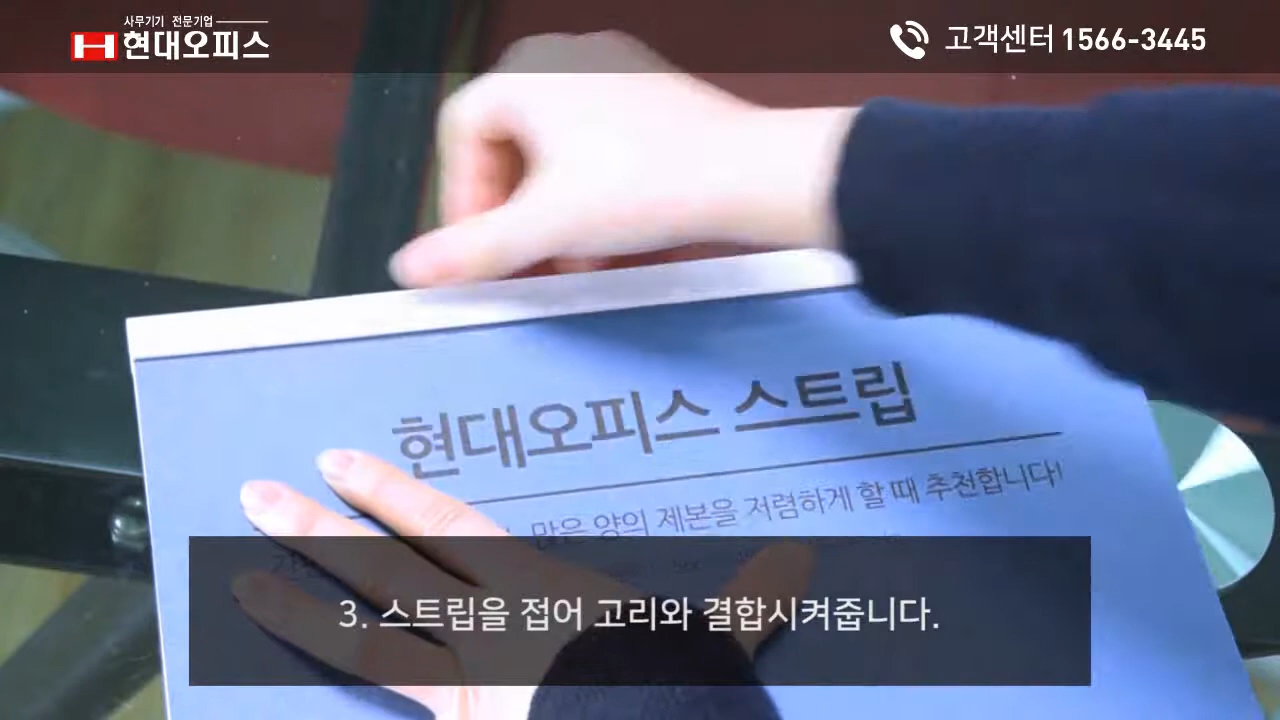 사무기기 전문기업
현대오피스
고객센터 1566-3445
현대오피스 스트립
많은 양의 제본을 저렴하게 할 때 추천합니다!
3. 스트립을 접어 고리와 결합시켜줍니다.